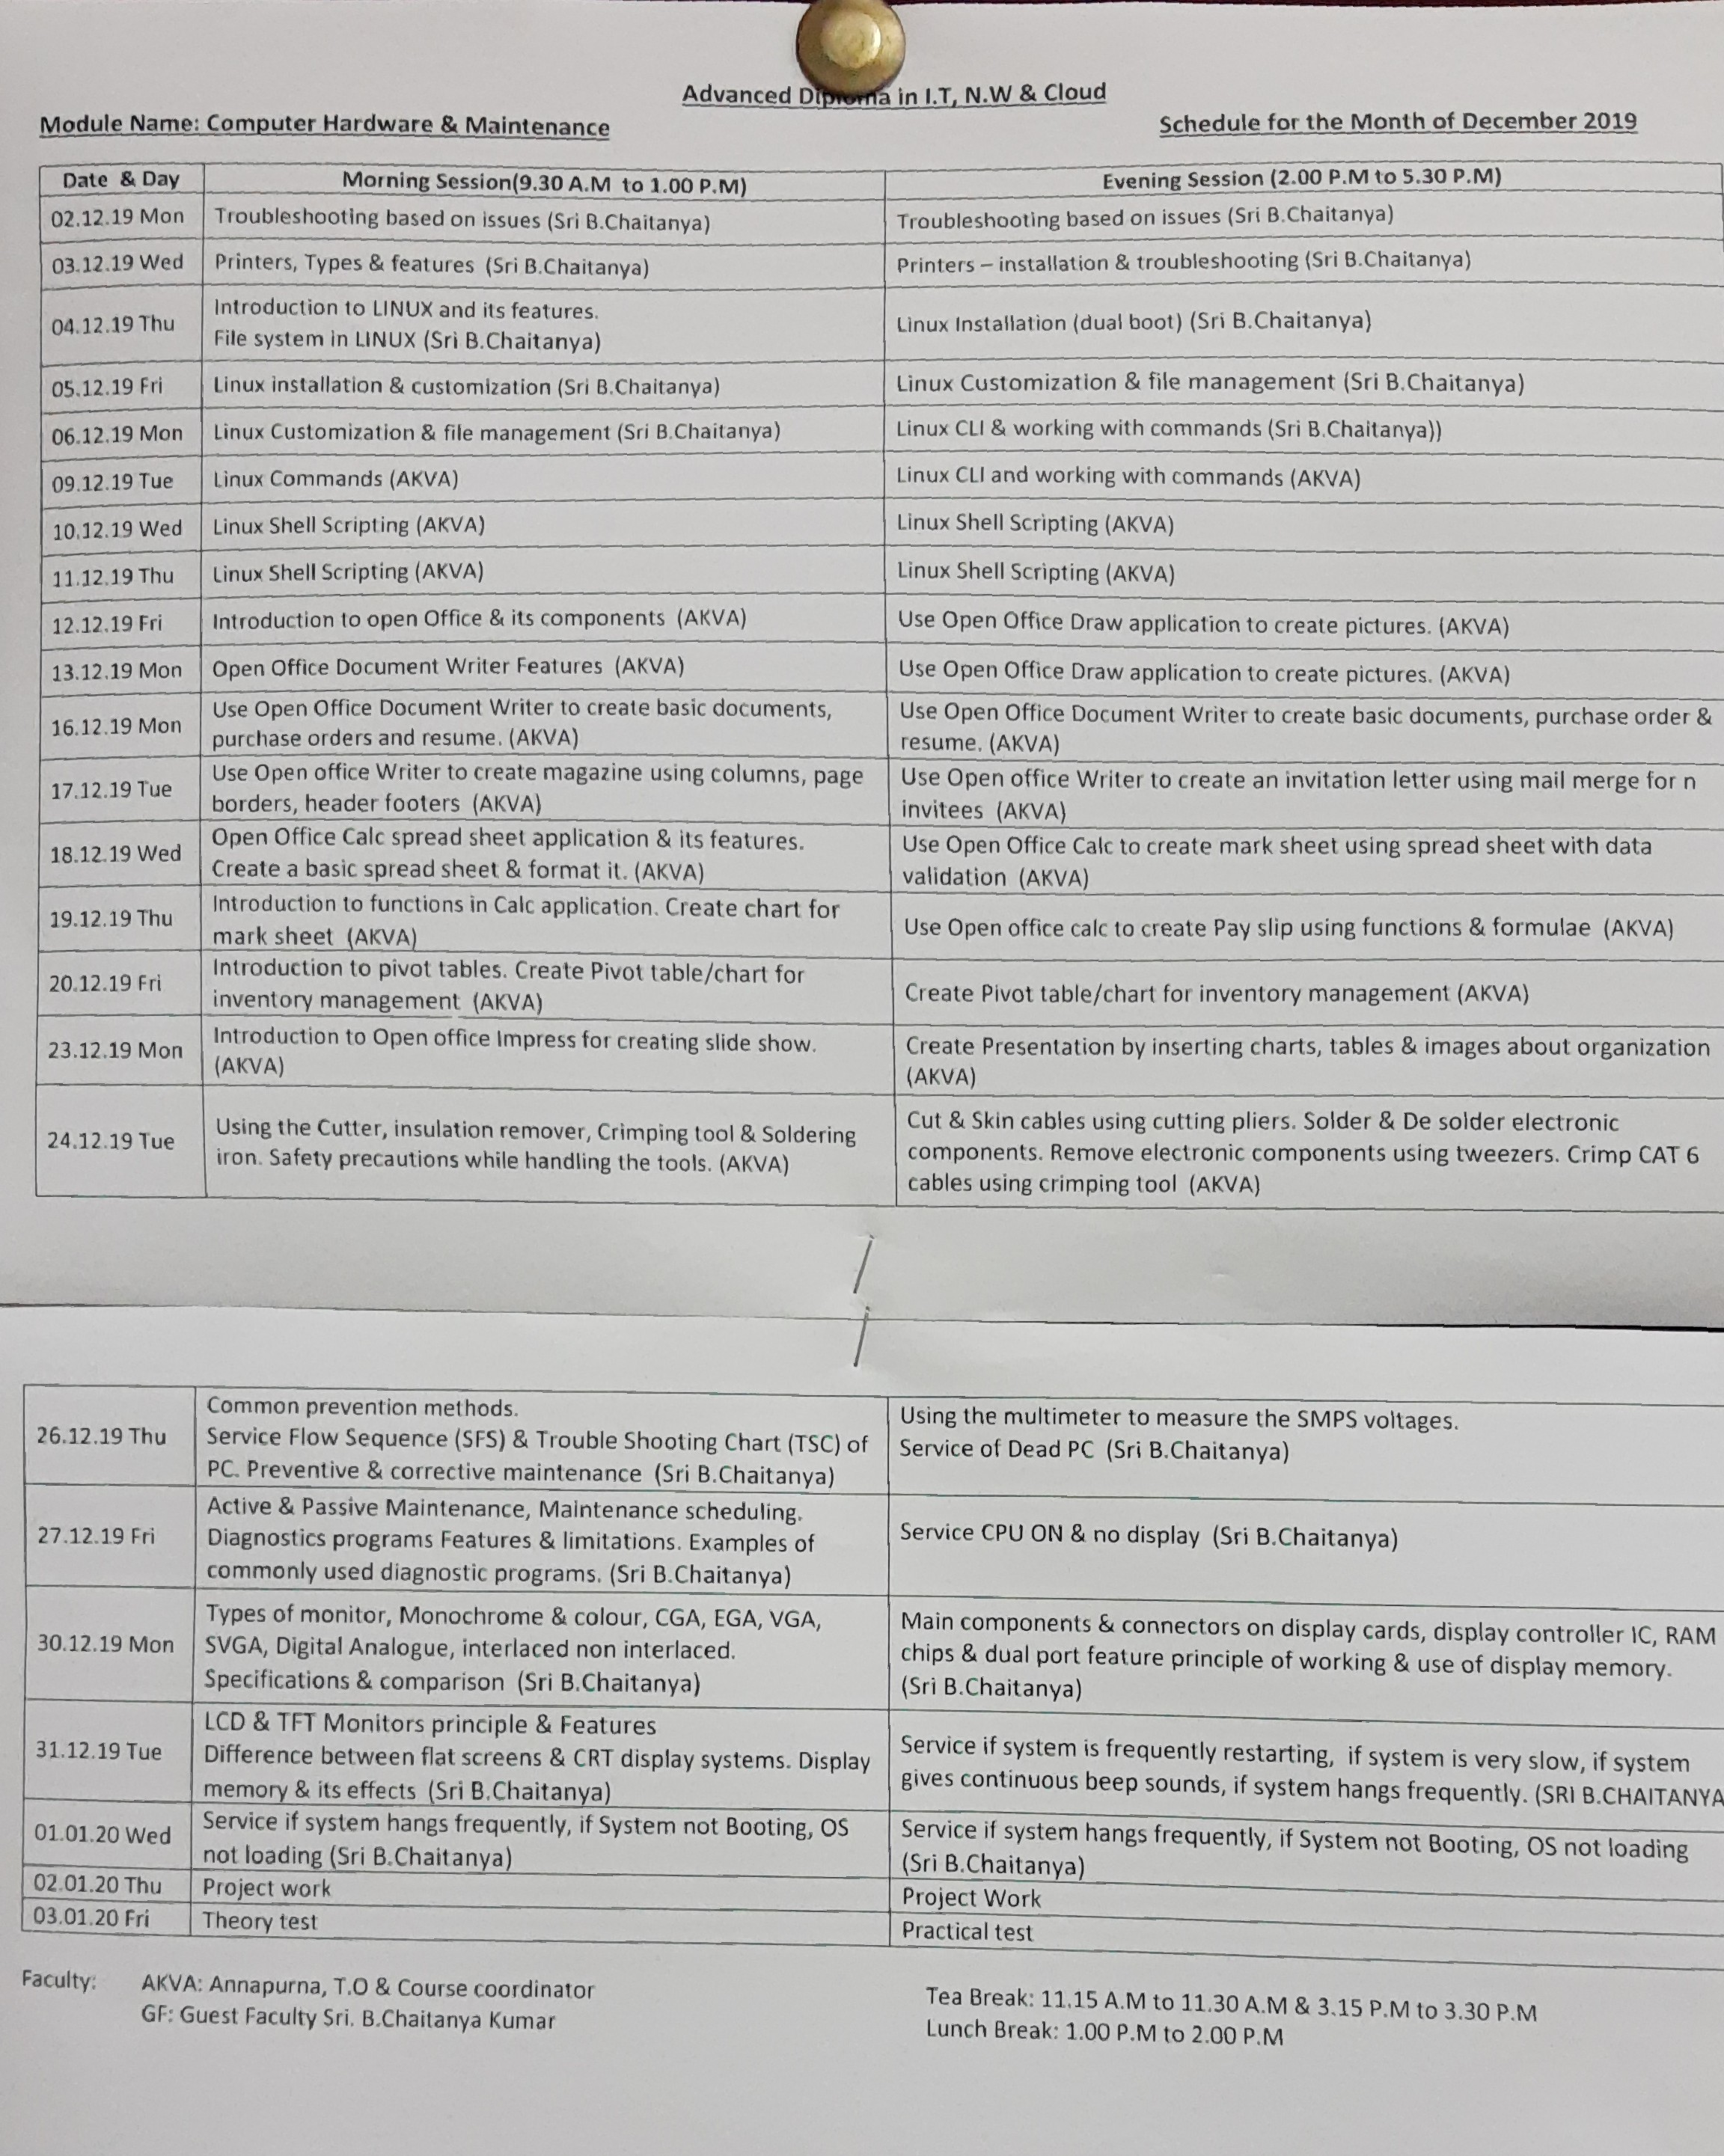 Advanced Diploma in I.T, N.W & Cloud
Module Name: Computer Hardware & Maintenance Schedule for the Month of December 2019
Date & Day Morning Session(9.30 A.M to 1.00 P.M) Evening Session (2.00 P.M to 5.30 P.M)
02.12.19 Mon Troubleshooting based on issues (Sri B.Chaitanya) Troubleshooting based on issues (Sri B.Chaitanya)
03.12.19 Wed Printers, Types & features (Sri B.Chaitanya) Printers – installation & troubleshooting (Sri B.Chaitanya)
04.12.19 Thu
Introduction to LINUX and its features.
File system in LINUX (Sri B.Chaitanya)
Linux Installation (dual boot) (Sri B.Chaitanya)
05.12.19 Fri Linux installation & customization (Sri B.Chaitanya) Linux Customization & file management (Sri B.Chaitanya)
06.12.19 Mon Linux Customization & file management (Sri B.Chaitanya) Linux CLI & working with commands (Sri B.Chaitanya))
09.12.19 Tue Linux Commands (AKVA) Linux CLI and working with commands (AKVA)
10.12.19 Wed Linux Shell Scripting (AKVA) Linux Shell Scripting (AKVA)
11.12.19 Thu Linux Shell Scripting (AKVA) Linux Shell Scripting (AKVA)
12.12.19 Fri Introduction to open Office & its components (AKVA) Use Open Office Draw application to create pictures. (AKVA)
13.12.19 Mon Open Office Document Writer Features (AKVA) Use Open Office Draw application to create pictures. (AKVA)
16.12.19 Mon
Use Open Office Document Writer to create basic documents,
purchase orders and resume. (AKVA)
Use Open Office Document Writer to create basic documents, purchase order &
resume. (AKVA)
17.12.19 Tue
Use Open office Writer to create magazine using columns, page
borders, header footers (AKVA)
Use Open office Writer to create an invitation letter using mail merge for n
invitees (AKVA)
18.12.19 Wed
Open Office Calc spread sheet application & its features.
Create a basic spread sheet & format it. (AKVA)
Use Open Office Calc to create mark sheet using spread sheet with data
validation (AKVA)
19.12.19 Thu
Introduction to functions in Calc application. Create chart for
mark sheet (AKVA)
Use Open office calc to create Pay slip using functions & formulae (AKVA)
20.12.19 Fri
Introduction to pivot tables. Create Pivot table/chart for
inventory management (AKVA)
Create Pivot table/chart for inventory management (AKVA)
23.12.19 Mon
Introduction to Open office Impress for creating slide show.
(AKVA)
Create Presentation by inserting charts, tables & images about organization
(AKVA)
24.12.19 Tue
Using the Cutter, insulation remover, Crimping tool & Soldering
iron. Safety precautions while handling the tools. (AKVA)
Cut & Skin cables using cutting pliers. Solder & De solder electronic
components. Remove electronic components using tweezers. Crimp CAT 6
cables using crimping tool (AKVA)
26.12.19 Thu
Common prevention methods.
Service Flow Sequence (SFS) & Trouble Shooting Chart (TSC) of
PC. Preventive & corrective maintenance (Sri B.Chaitanya)
Using the multimeter to measure the SMPS voltages.
Service of Dead PC (Sri B.Chaitanya)
27.12.19 Fri
Active & Passive Maintenance, Maintenance scheduling.
Diagnostics programs Features & limitations. Examples of
commonly used diagnostic programs. (Sri B.Chaitanya)
Service CPU ON & no display (Sri B.Chaitanya)
30.12.19 Mon
Types of monitor, Monochrome & colour, CGA, EGA, VGA,
SVGA, Digital Analogue, interlaced non interlaced.
Specifications & comparison (Sri B.Chaitanya)
Main components & connectors on display cards, display controller IC, RAM
chips & dual port feature principle of working & use of display memory.
(Sri B.Chaitanya)
31.12.19 Tue
LCD & TFT Monitors principle & Features
Difference between flat screens & CRT display systems. Display
memory & its effects (Sri B.Chaitanya)
Service if system is frequently restarting, if system is very slow, if system
gives continuous beep sounds, if system hangs frequently. (SRI B.CHAITANYA
01.01.20 Wed
Service if system hangs frequently, if System not Booting, OS
not loading (Sri B.Chaitanya)
Service if system hangs frequently, if System not Booting, OS not loading
(Sri B.Chaitanya)
02.01.20 Thu Project work Project Work
03.01.20 Fri Theory test Practical test
Faculty: AKVA: Annapurna, T.O & Course coordinator
GF: Guest Faculty Sri. B.Chaitanya Kumar
Tea Break: 11.15 A.M to 11.30 A.M & 3.15 P.M to 3.30 P.M
Lunch Break: 1.00 P.M to 2.00 P.M